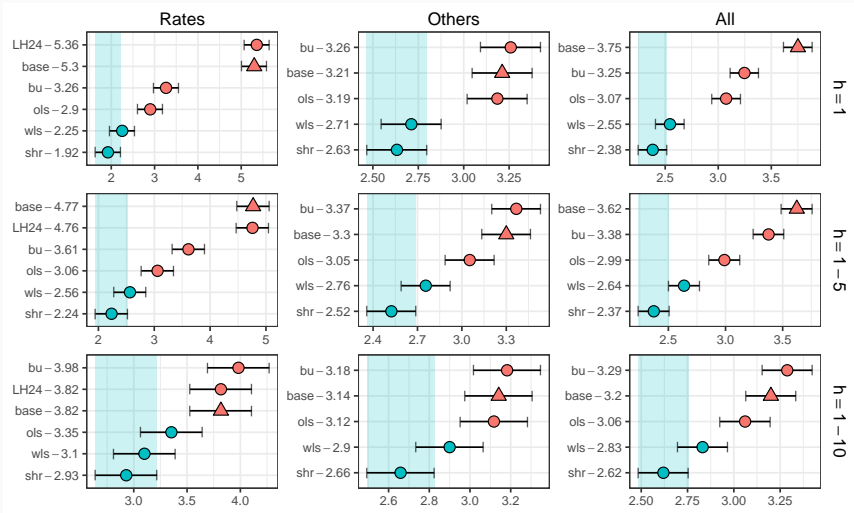 Rates
Others
All
LH24 – 5.36
base – 5.3
bu – 3.26
ols – 2.9
wls – 2.25
shr – 1.92
2 3 4 5
bu – 3.26
base – 3.21
ols – 3.19
wls – 2.71
shr – 2.63
2.50 2.75 3.00 3.25
base – 3.75
bu – 3.25
ols – 3.07
wls – 2.55
shr – 2.38
2.5 3.0 3.5
h = 1
base – 4.77
LH24 – 4.76
bu – 3.61
ols – 3.06
wls – 2.56
shr – 2.24
2 3 4 5
bu – 3.37
base – 3.3
ols – 3.05
wls – 2.76
shr – 2.52
2.4 2.7 3.0 3.3
base – 3.62
bu – 3.38
ols – 2.99
wls – 2.64
shr – 2.37
2.5 3.0 3.5
h = 1 – 5
bu – 3.98
LH24 – 3.82
base – 3.82
ols – 3.35
wls – 3.1
shr – 2.93
3.0 3.5 4.0
bu – 3.18
base – 3.14
ols – 3.12
wls – 2.9
shr – 2.66
2.6 2.8 3.0 3.2
bu – 3.29
base – 3.2
ols – 3.06
wls – 2.83
shr – 2.62
2.50 2.75 3.00 3.25
h = 1 – 10